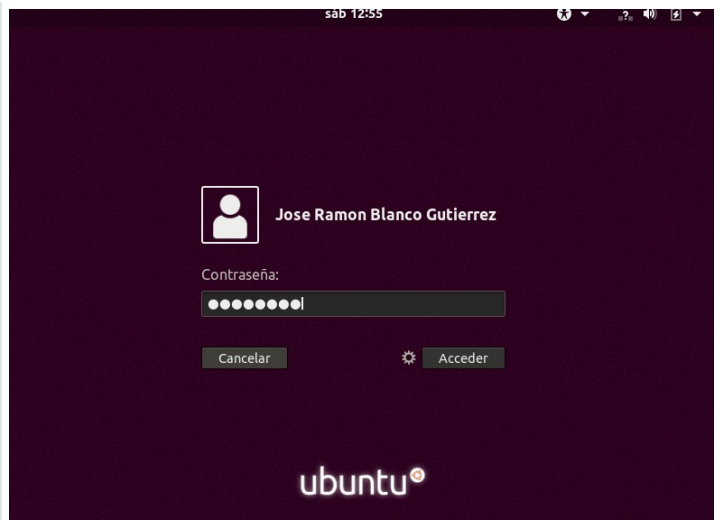 sáb 12:55
Jose Ramon Blanco Gutierrez
Contraseña:
Cancelar
Acceder
ubuntu